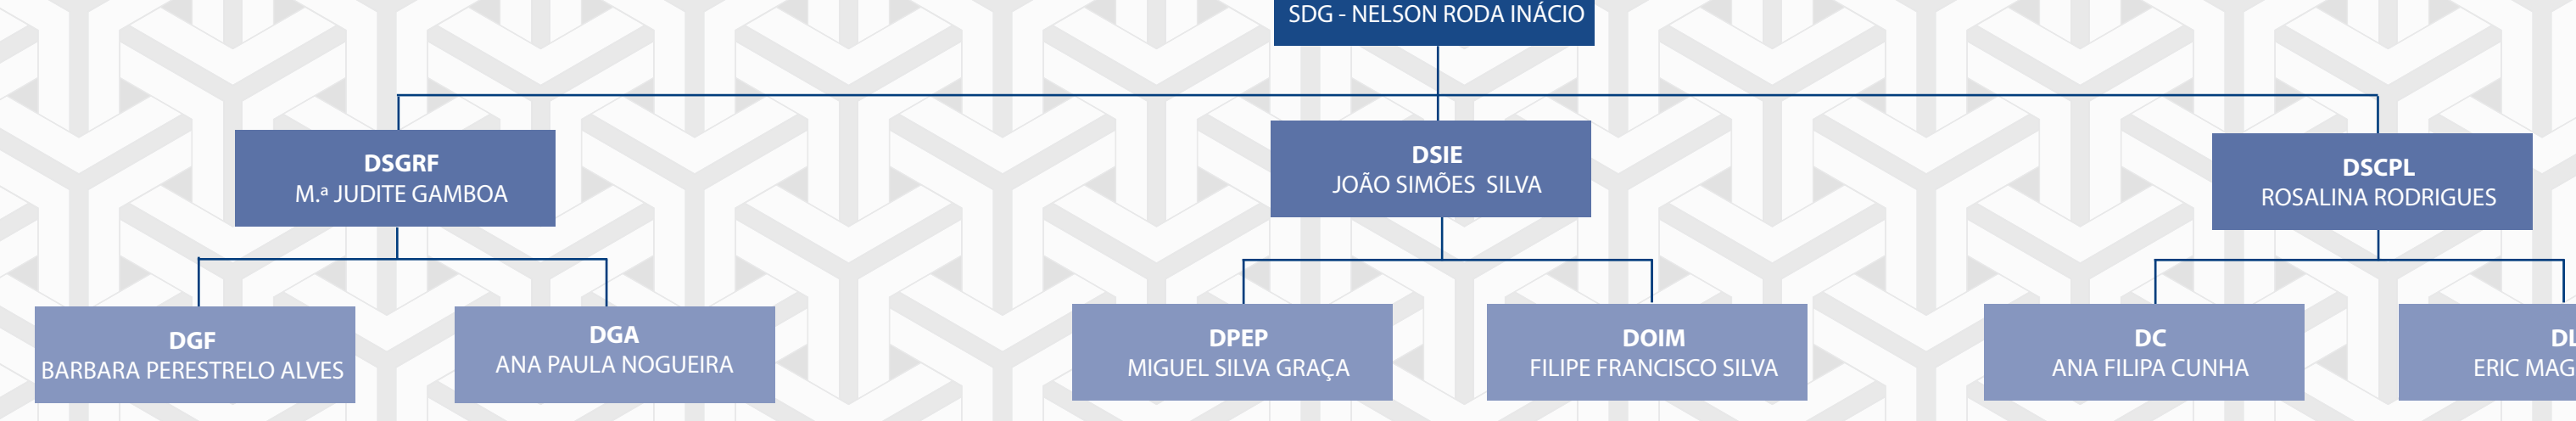 SDG - NELSON RODA INÁCIO
DSGRF
M.ª JUDITE GAMBOA
DSIE
JOÃO SIMÕES  SILVA
DSCPL
ROSALINA RODRIGUES
DGF
BARBARA PERESTRELO ALVES
DGA
ANA PAULA NOGUEIRA
DPEP
MIGUEL SILVA GRAÇA
DOIM
FILIPE FRANCISCO SILVA
DC
ANA FILIPA CUNHA
ERIC